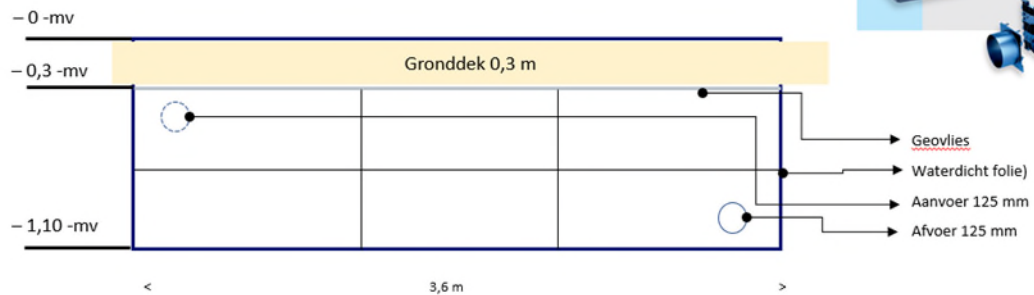 – 0 -mv
Gronddek 0,3 m
– 0,3 -mv
Geovlies
Waterdicht folie)
Aanvoer 125 mm
– 1,10 -mv
Afvoer 125 mm
< 3,6 m >